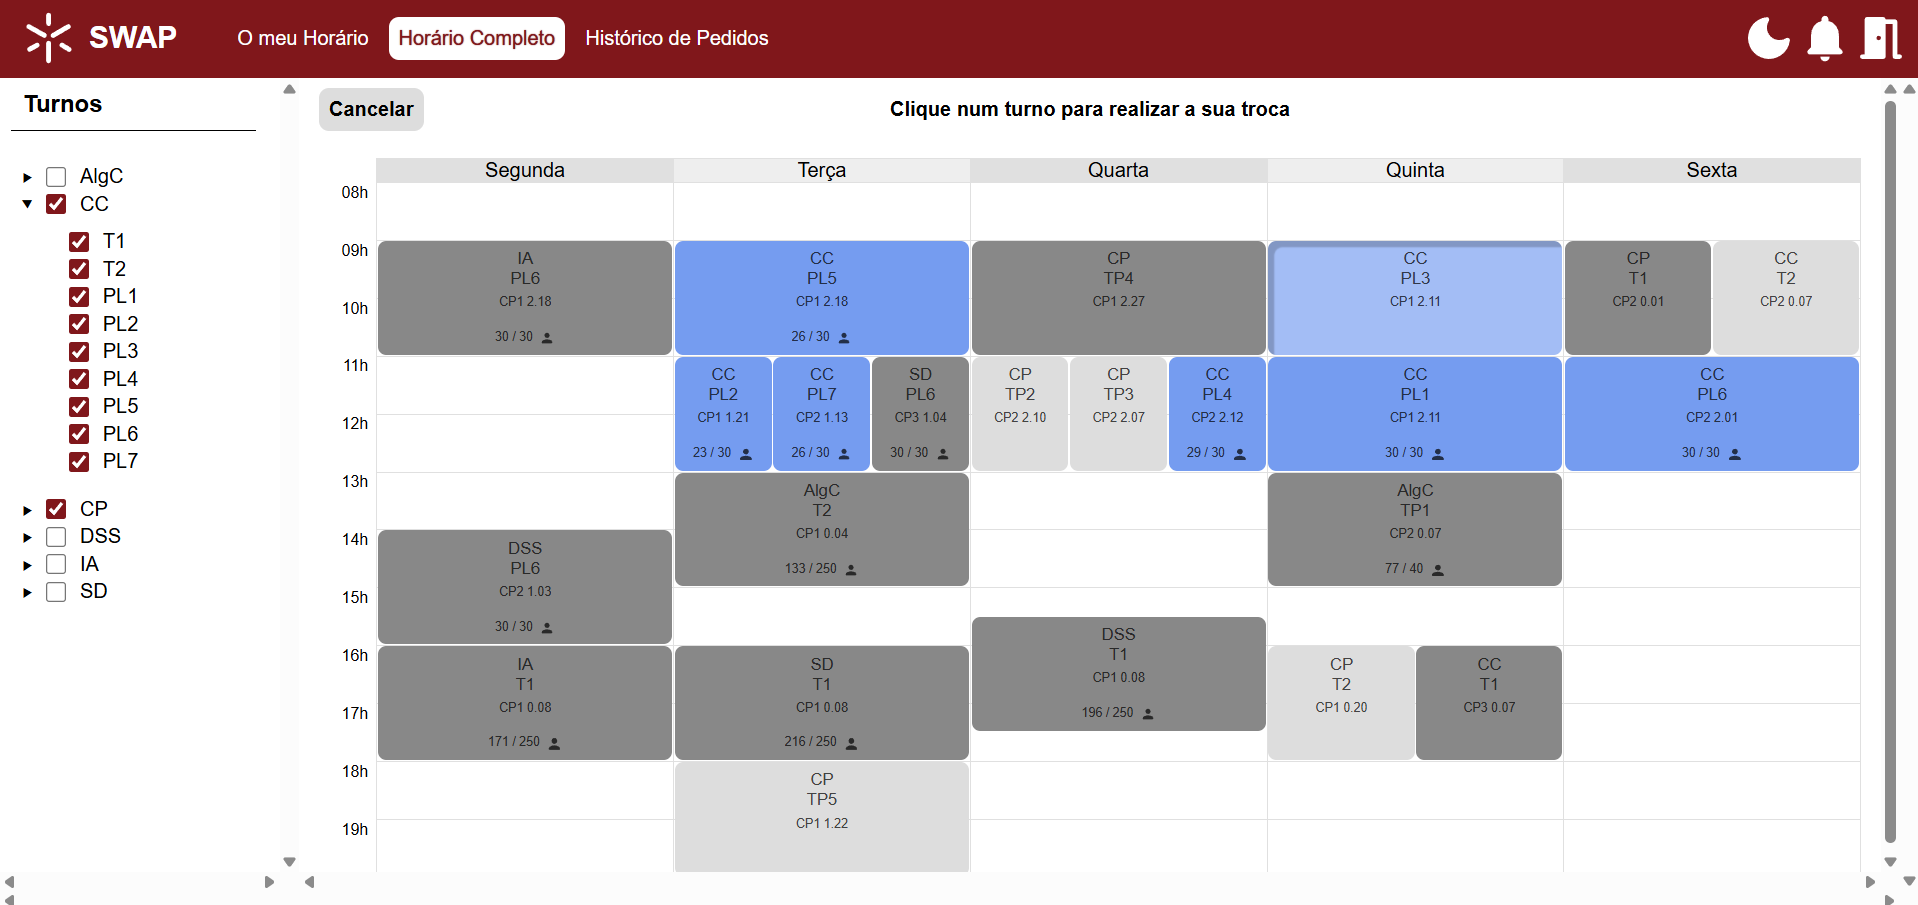 SWAP
O meu Horário
Horário Completo
Histórico de Pedidos
Turnos
AlgC
CC
T1
T2
PL1
PL2
PL3
PL4
PL5
PL6
PL7
CP
DSS
IA
SD
Cancelar
Clique num turno para realizar a sua troca
Segunda
Terça
Quarta
Quinta
Sexta
08h
09h
10h
11h
12h
13h
14h
15h
16h
17h
18h
19h
IA
PL6
CP1 2.18
30 / 30
DSS
PL6
CP2 1.03
30 / 30
IA
T1
CP1 0.08
171 / 250
CC
PL5
CP1 2.18
26 / 30
CC
PL2
CP1 1.21
23 / 30
CC
PL7
CP2 1.13
26 / 30
SD
PL6
CP3 1.04
30 / 30
AlgC
T2
CP1 0.04
133 / 250
SD
T1
CP1 0.08
216 / 250
CP
TP5
CP1 1.22
CP
TP4
CP1 2.27
CP
TP2
CP2 2.10
CP
TP3
CP2 2.07
CC
PL4
CP2 2.12
29 / 30
DSS
T1
CP1 0.08
196 / 250
CC
PL3
CP1 2.11
CC
PL1
CP1 2.11
30 / 30
AlgC
TP1
CP2 0.07
77 / 40
CP
T2
CP1 0.20
CC
T1
CP3 0.07
CP
T1
CP2 0.01
CC
T2
CP2 0.07
CC
PL6
CP2 2.01
30 / 30